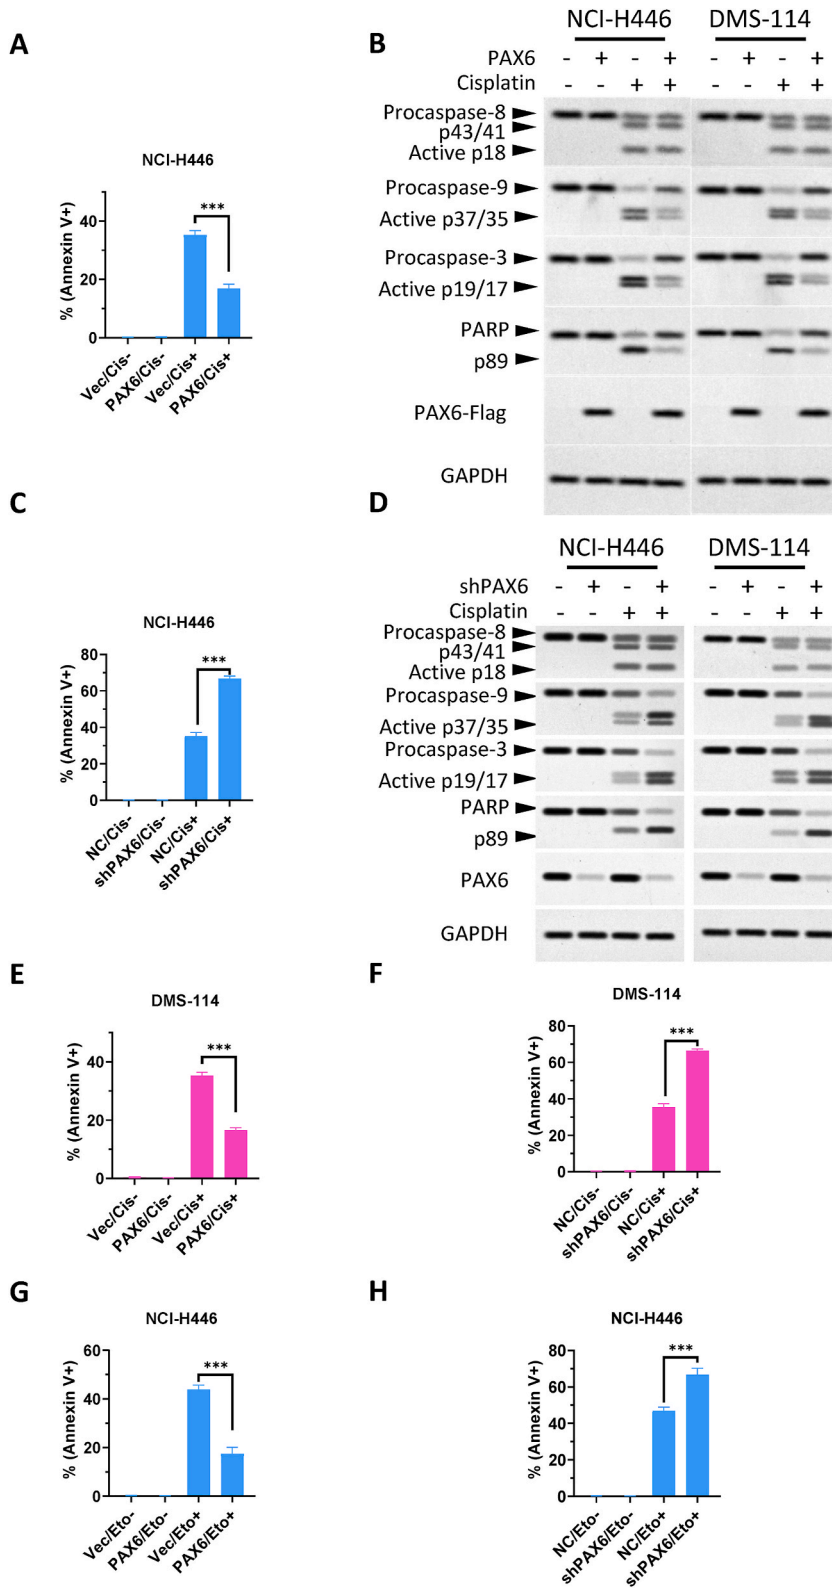 A
NCI-H446
% (Annexin V+)
40
20
0
***
Vec/Cis-
PAX6/Cis-
Vec/Cis+
PAX6/Cis+
B
NCI-H446 DMS-114
PAX6 - + - + - + - +
Cisplatin - - + + - - + +
Procaspase-8
p43/41
Active p18
Procaspase-9
Active p37/35
Procaspase-3
Active p19/17
PARP
p89
PAX6-Flag
GAPDH
C
NCI-H446
% (Annexin V+)
80
60
40
20
0
***
NC/Cis-
shPAX6/Cis-
NC/Cis+
shPAX6/Cis+
D
NCI-H446 DMS-114
shPAX6 - + - + - + - +
Cisplatin - - + + - - + +
Procaspase-8
p43/41
Active p18
Procaspase-9
Active p37/35
Procaspase-3
Active p19/17
PARP
p89
PAX6
GAPDH
E
DMS-114
% (Annexin V+)
40
20
0
***
Vec/Cis-
PAX6/Cis-
Vec/Cis+
PAX6/Cis+
F
DMS-114
% (Annexin V+)
80
60
40
20
0
***
NC/Cis-
shPAX6/Cis-
NC/Cis+
shPAX6/Cis+
G
NCI-H446
% (Annexin V+)
60
40
20
0
***
Vec/Eto-
PAX6/Eto-
Vec/Eto+
PAX6/Eto+
H
NCI-H446
% (Annexin V+)
80
60
40
20
0
***
NC/Eto-
shPAX6/Eto-
NC/Eto+
shPAX6/Eto+